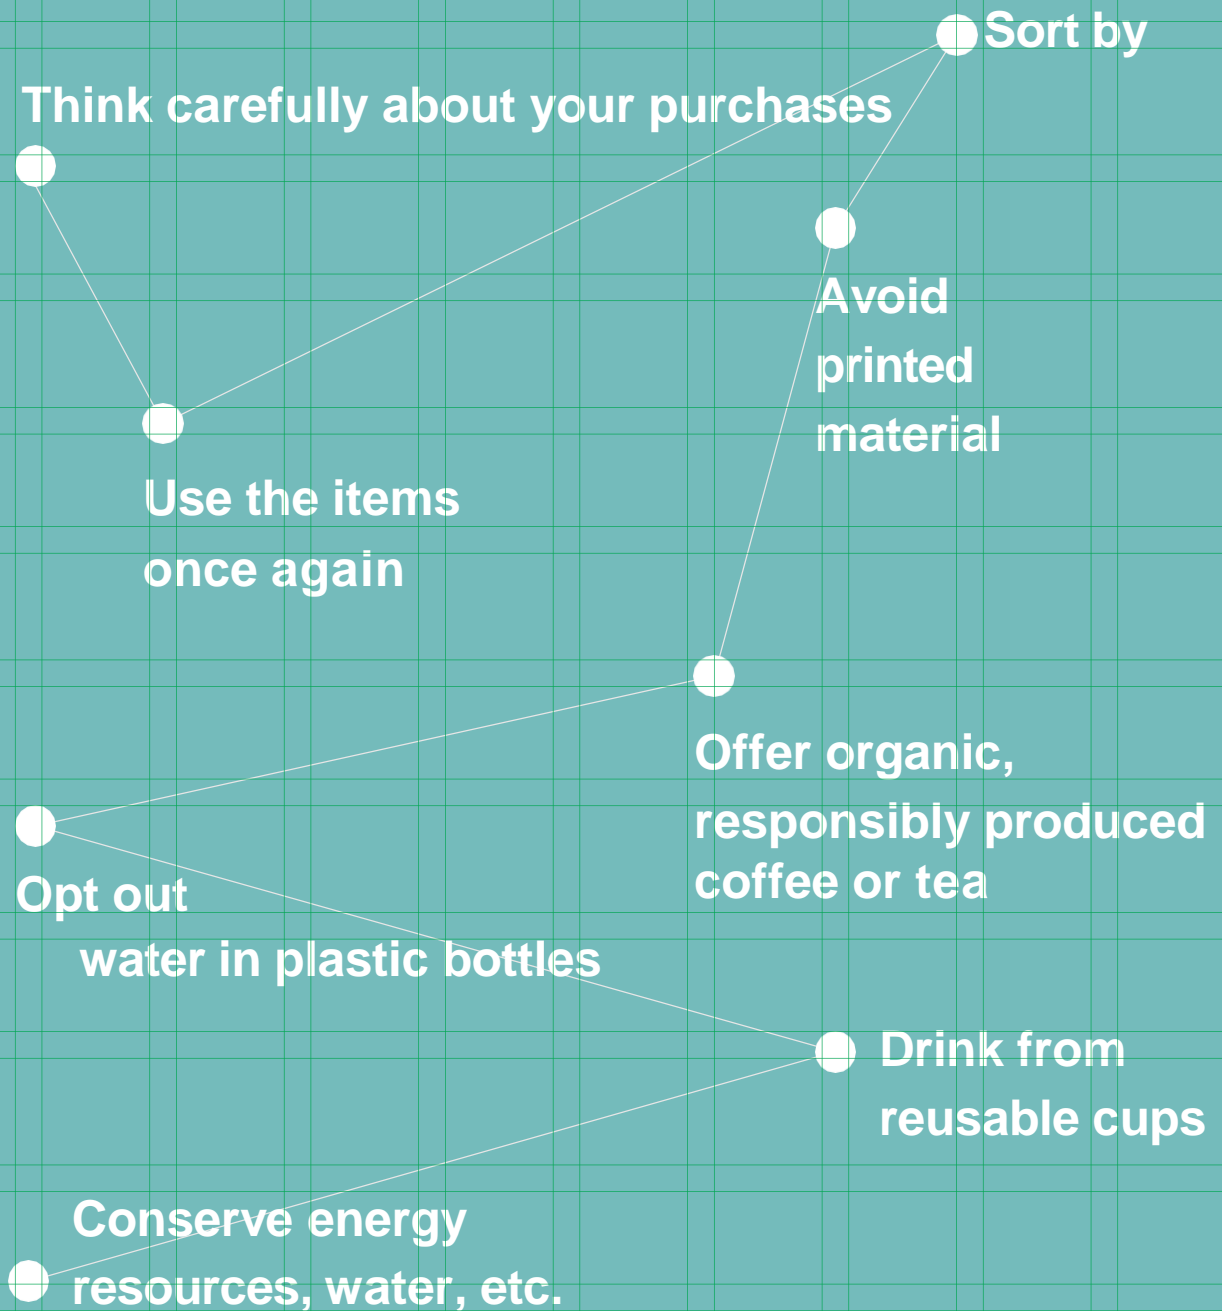 Sort by
Think carefully about your purchases
Avoid
printed
material
Use the items
once again
Offer organic,
responsibly produced
coffee or tea
Opt out
water in plastic bottles
Drink from
reusable cups
Conserve energy
resources, water, etc.